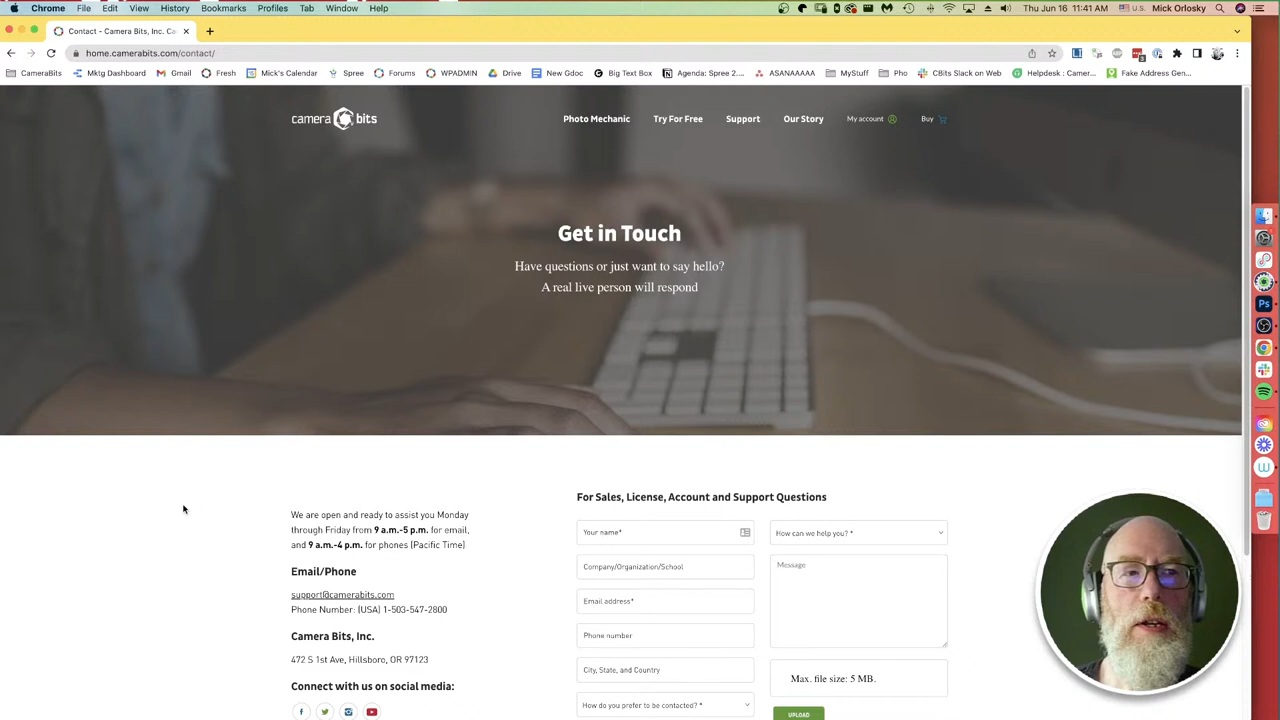 Chrome File Edit View History Bookmarks Profiles Tab Window Help Thu Jun 16 11:41 AM U.S. Mick Orlosky
Contact - Camera Bits, Inc. Ca
home.camerabits.com/contact/
CameraBits Mktg Dashboard Gmail Fresh Mick's Calendar Spree Forums WPADMIN Drive New Gdoc Big Text Box Agenda: Spree 2.... ASANAAAAA MyStuff Pho CBits Slack on Web Helpdesk : Camer... Fake Address Gen...
camera bits Photo Mechanic Try For Free Support Our Story My account Buy
Get in Touch
Have questions or just want to say hello?
A real live person will respond
We are open and ready to assist you Monday
through Friday from 9 a.m.-5 p.m. for email,
and 9 a.m.-4 p.m. for phones (Pacific Time)
Email/Phone
support@camerabits.com
Phone Number: (USA) 1-503-547-2800
Camera Bits, Inc.
472 S 1st Ave, Hillsboro, OR 97123
Connect with us on social media:
For Sales, License, Account and Support Questions
Your name*
Company/Organization/School
Email address*
Phone number
City, State, and Country
How do you prefer to be contacted? *
How can we help you? *
Message
Max. file size: 5 MB.
UPLOAD
Ps